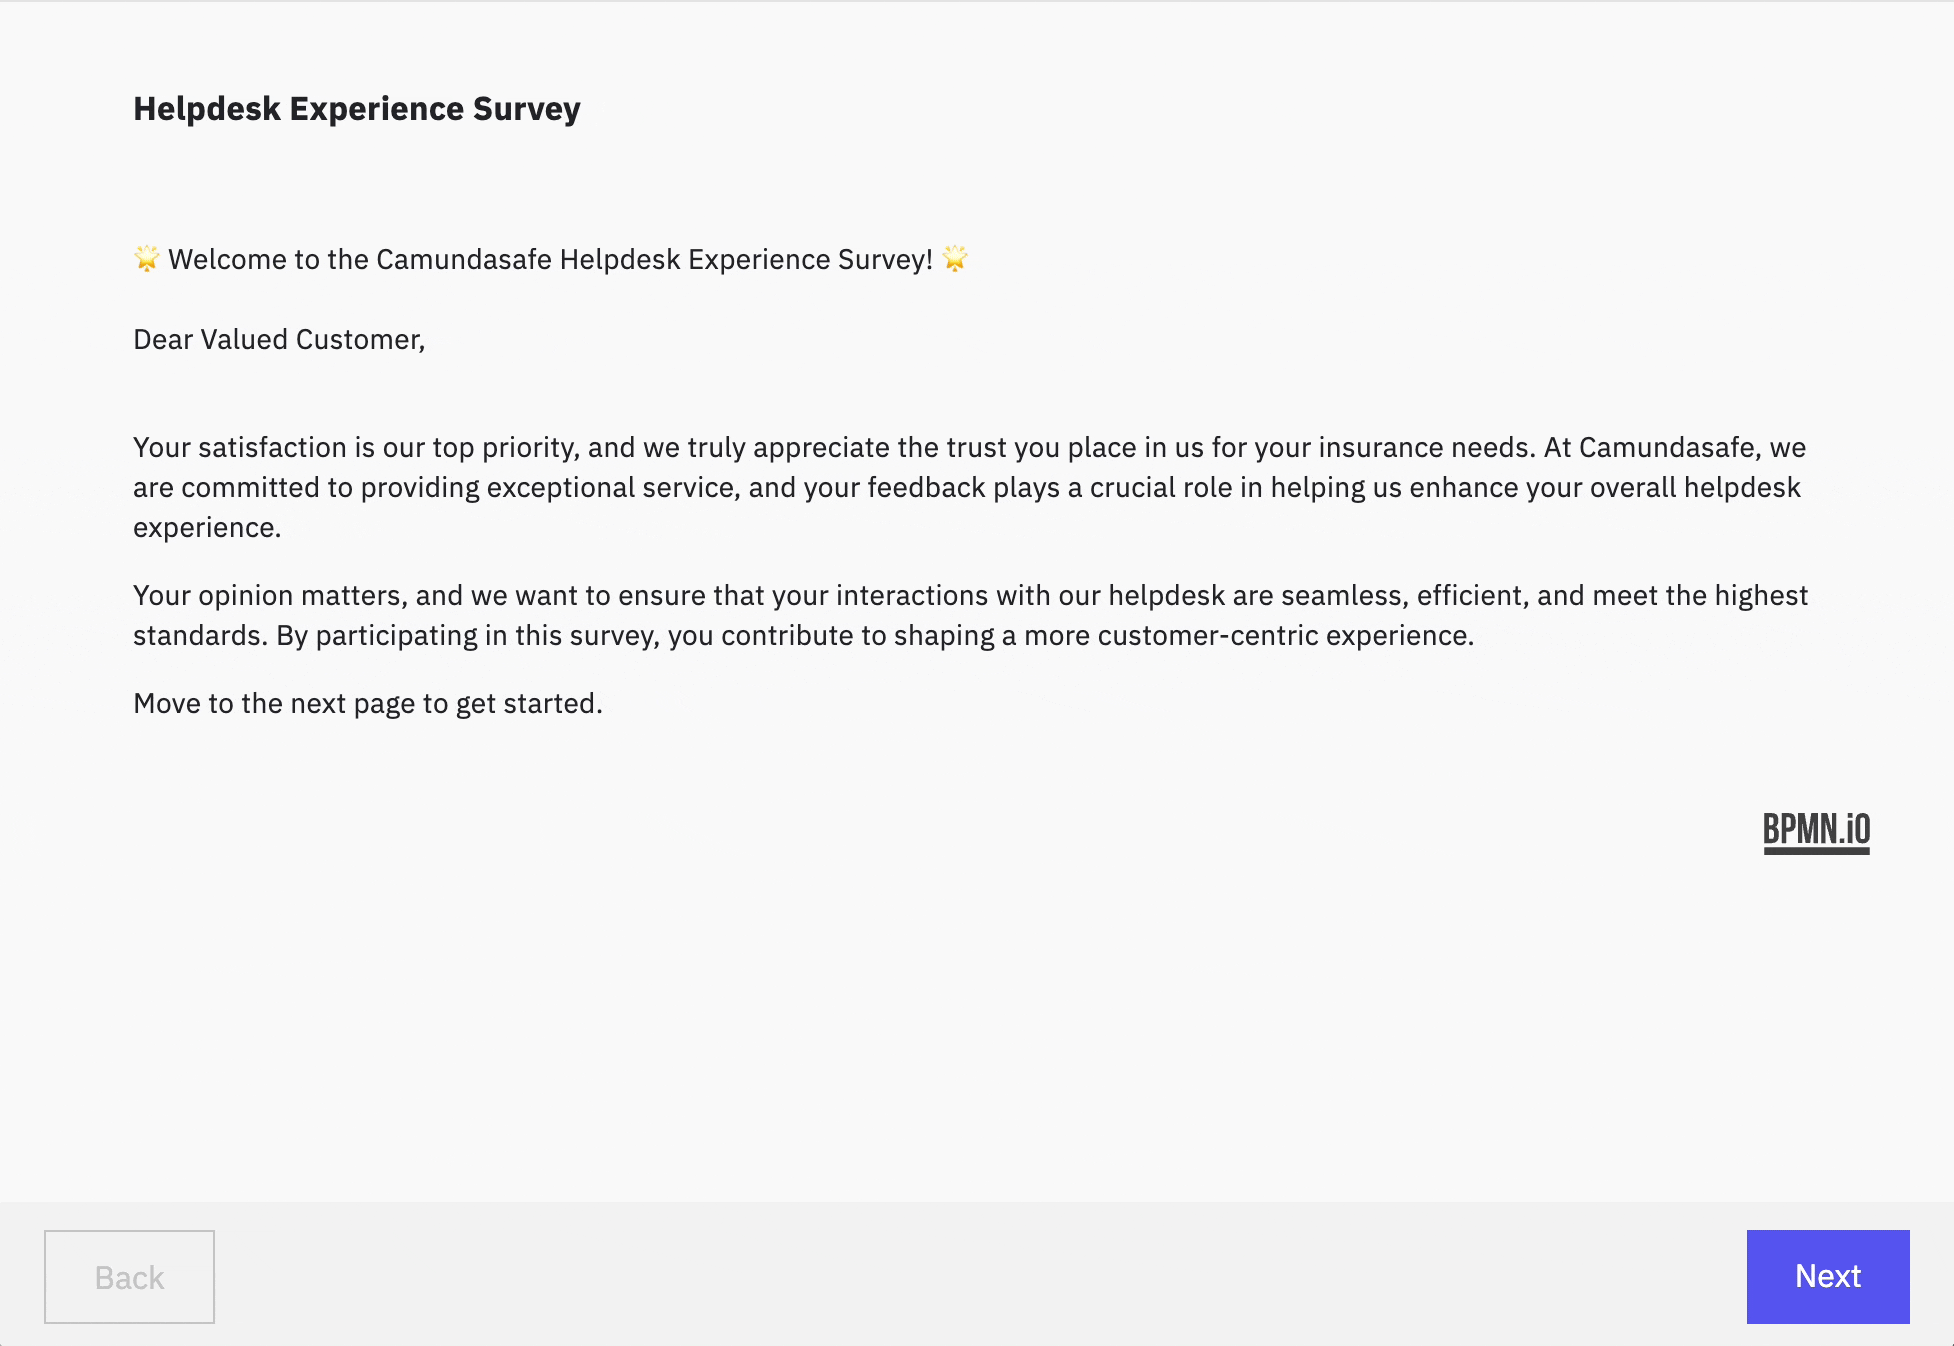 Helpdesk Experience Survey
🌟 Welcome to the Camundasafe Helpdesk Experience Survey! 🌟
Dear Valued Customer,
Your satisfaction is our top priority, and we truly appreciate the trust you place in us for your insurance needs. At Camundasafe, we
are committed to providing exceptional service, and your feedback plays a crucial role in helping us enhance your overall helpdesk
experience.
Your opinion matters, and we want to ensure that your interactions with our helpdesk are seamless, efficient, and meet the highest
standards. By participating in this survey, you contribute to shaping a more customer-centric experience.
Move to the next page to get started.
BPMN.iO
Back
Next